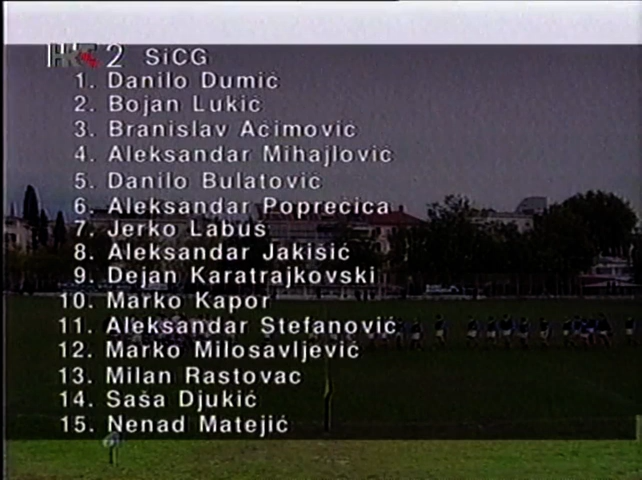 HRT 2 SiCG
1. Danilo Dumić
2. Bojan Lukić
3. Branislav Aćimović
4. Aleksandar Mihajlović
5. Danilo Bulatović
6. Aleksandar Poprečica
7. Jerko Labuš
8. Aleksandar Jakišić
9. Dejan Karatrajkovski
10. Marko Kapor
11. Aleksandar Stefanović
12. Marko Milosavljević
13. Milan Rastovac
14. Saša Djukić
15. Nenad Matejić